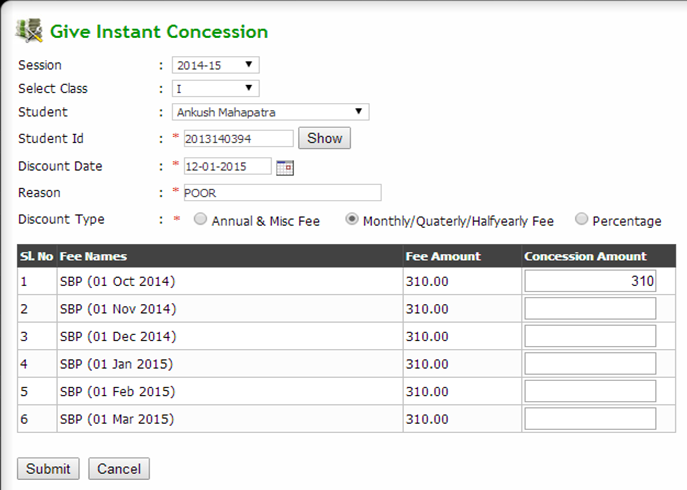 Give Instant Concession
Session : 2014-15
Select Class : I
Student : Ankush Mahapatra
Student Id : * 2013140394 Show
Discount Date : * 12-01-2015
Reason : * POOR
Discount Type : * Annual & Misc Fee Monthly/Quaterly/Halfyearly Fee Percentage
Sl. No Fee Names Fee Amount Concession Amount
1 SBP (01 Oct 2014) 310.00 310
2 SBP (01 Nov 2014) 310.00
3 SBP (01 Dec 2014) 310.00
4 SBP (01 Jan 2015) 310.00
5 SBP (01 Feb 2015) 310.00
6 SBP (01 Mar 2015) 310.00
Submit Cancel